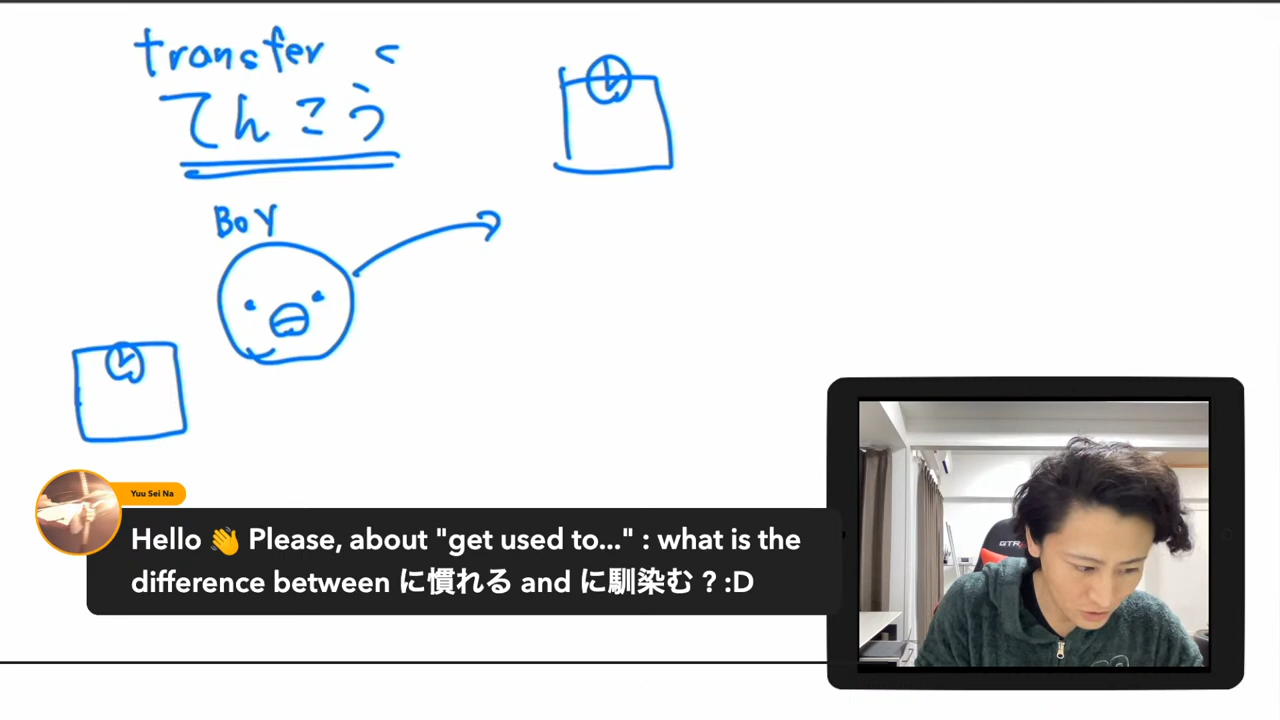 transfer <
てんこう
BOY
Yuu Sei Na
Hello 👋 Please, about "get used to..." : what is the
difference between に慣れる and に馴染む ? :D
GTR